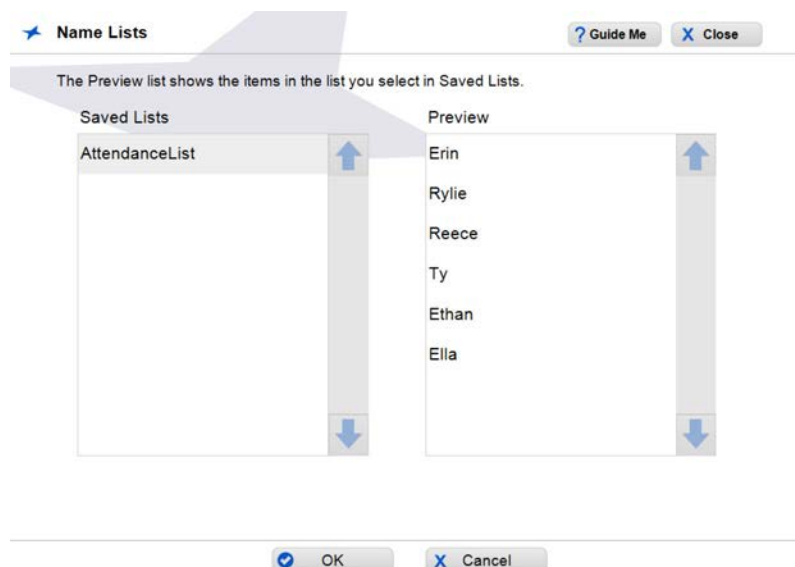 Name Lists
? Guide Me
X Close
The Preview list shows the items in the list you select in Saved Lists.
Saved Lists
AttendanceList
Preview
Erin
Rylie
Reece
Ty
Ethan
Ella
OK
X Cancel